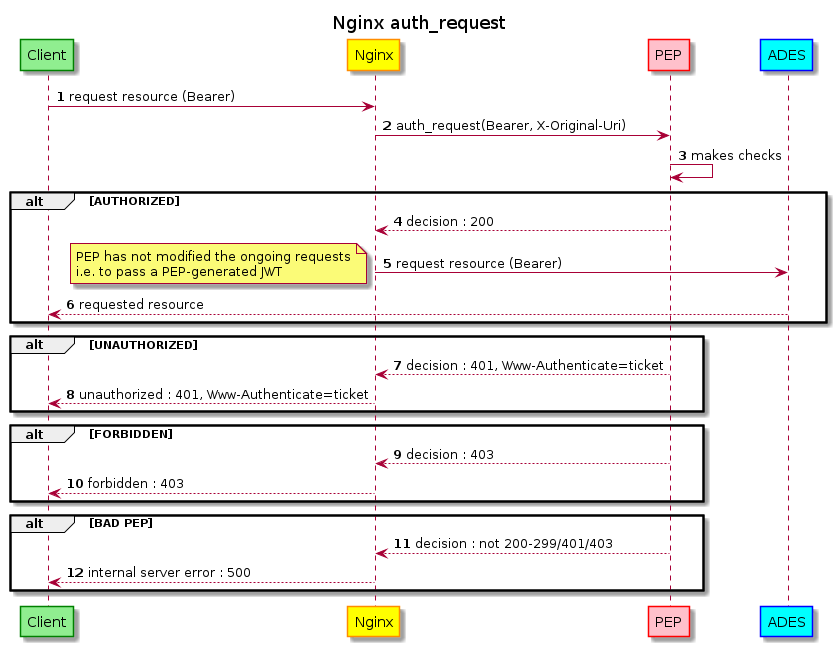 Nginx auth_request
Client Nginx PEP ADES
1 request resource (Bearer)
2 auth_request(Bearer, X-Original-Uri)
3 makes checks
alt [AUTHORIZED]
4 decision : 200
PEP has not modified the ongoing requests
i.e. to pass a PEP-generated JWT
5 request resource (Bearer)
6 requested resource
alt [UNAUTHORIZED]
7 decision : 401, Www-Authenticate=ticket
8 unauthorized : 401, Www-Authenticate=ticket
alt [FORBIDDEN]
9 decision : 403
10 forbidden : 403
alt [BAD PEP]
11 decision : not 200-299/401/403
12 internal server error : 500
Client Nginx PEP ADES